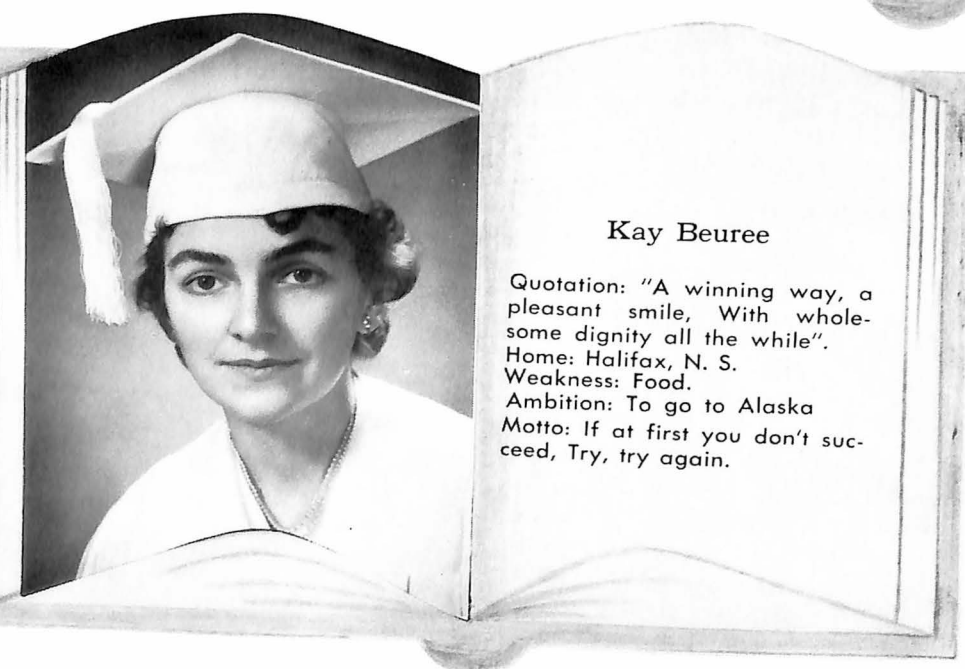 Kay Beuree
Quotation: "A winning way, a
pleasant smile, With whole-
some dignity all the while".
Home: Halifax, N. S.
Weakness: Food.
Ambition: To go to Alaska
Motto: If at first you don't suc-
ceed, Try, try again.